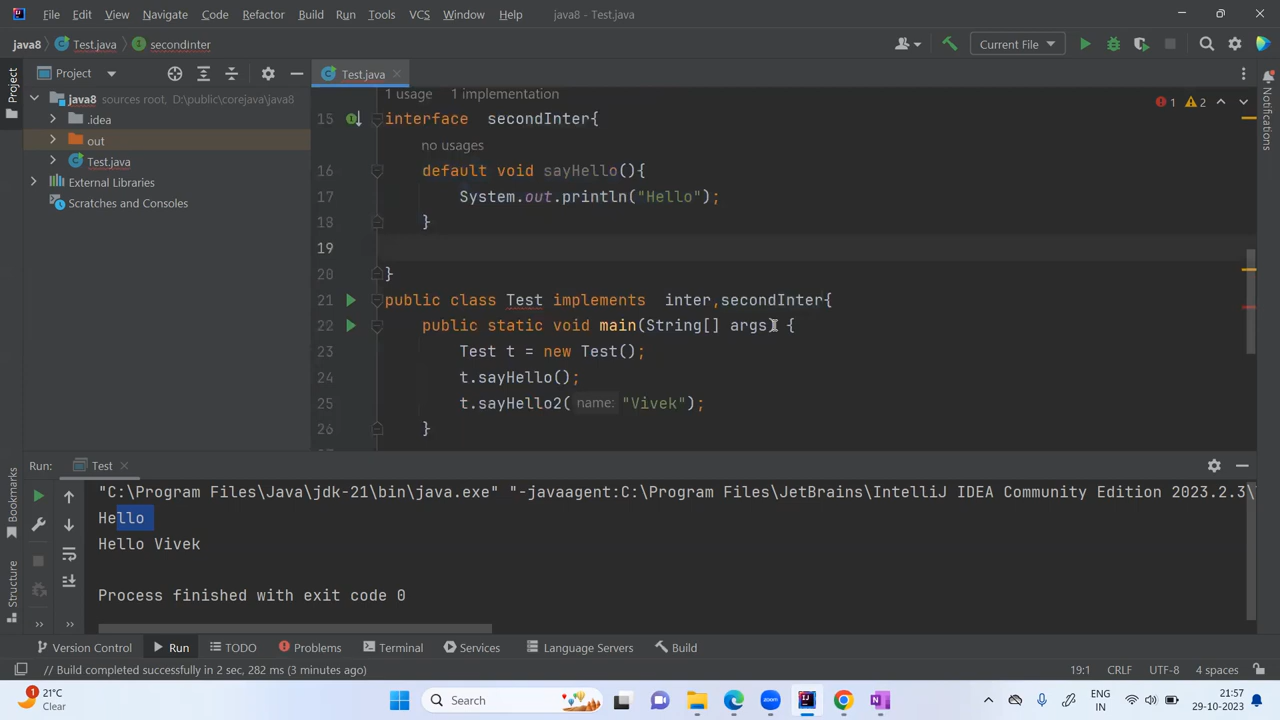 File Edit View Navigate Code Refactor Build Run Tools VCS Window Help java8 - Test.java
java8 Test.java secondInter Current File
Project Test.java
java8 sources root, D:\public\corejava\java8
.idea
out
Test.java
External Libraries
Scratches and Consoles
Project
Bookmarks
Structure
Notifications
1 usage 1 implementation
1 2
15 interface secondInter{
no usages
16 default void sayHello(){
17 System.out.println("Hello");
18 }
19
20 }
21 public class Test implements inter,secondInter{
22 public static void main(String[] args) {
23 Test t = new Test();
24 t.sayHello();
25 t.sayHello2( name: "Vivek");
26 }
Run: Test
"C:\Program Files\Java\jdk-21\bin\java.exe" "-javaagent:C:\Program Files\JetBrains\IntelliJ IDEA Community Edition 2023.2.3\
Hello
Hello Vivek
Process finished with exit code 0
Version Control Run TODO Problems Terminal Services Language Servers Build
// Build completed successfully in 2 sec, 282 ms (3 minutes ago) 19:1 CRLF UTF-8 4 spaces
1 21°C
Clear
Search
ENG
IN
21:57
29-10-2023